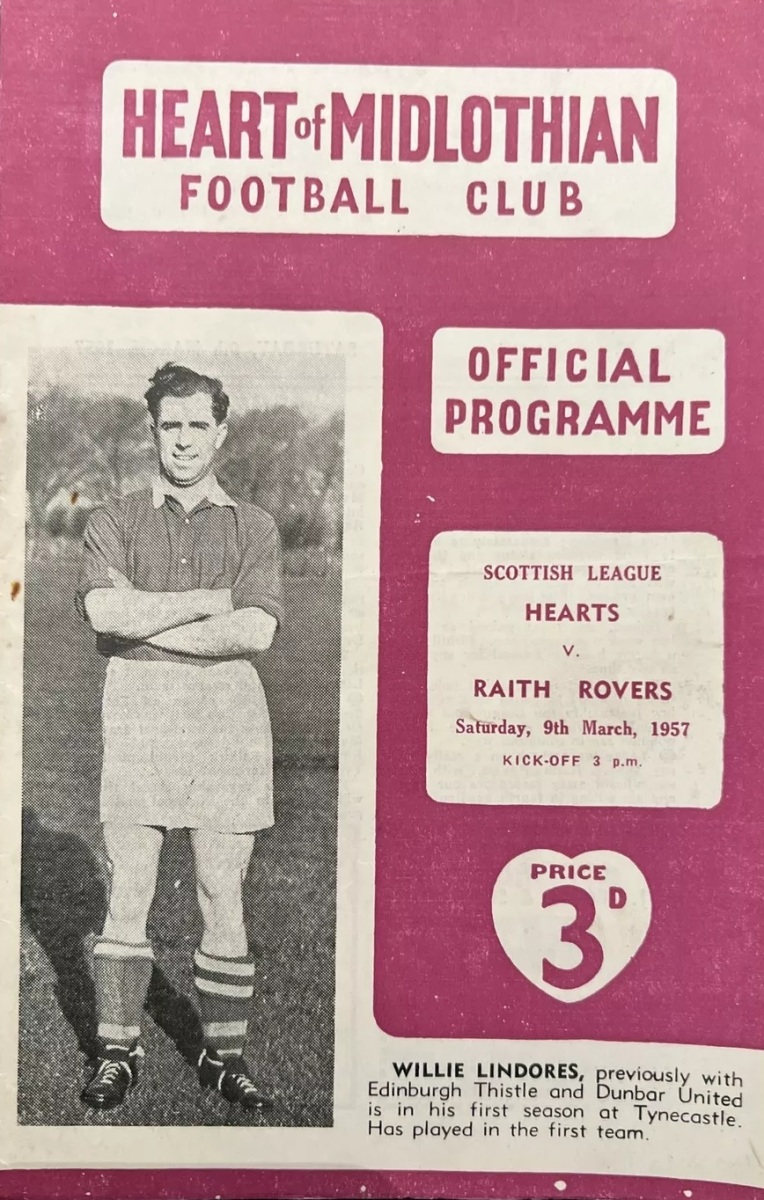 HEART of MIDLOTHIAN
FOOTBALL CLUB
OFFICIAL
PROGRAMME
SCOTTISH LEAGUE
HEARTS
v.
RAITH ROVERS
Saturday, 9th March, 1957
KICK-OFF 3 p.m.
PRICE
3D
WILLIE LINDORES, previously with
Edinburgh Thistle and Dunbar United
is in his first season at Tynecastle.
Has played in the first team.